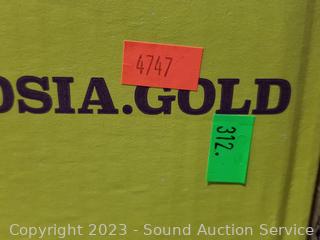 4747
OSIA.GOLD
312.
Copyright 2023 - Sound Auction Service